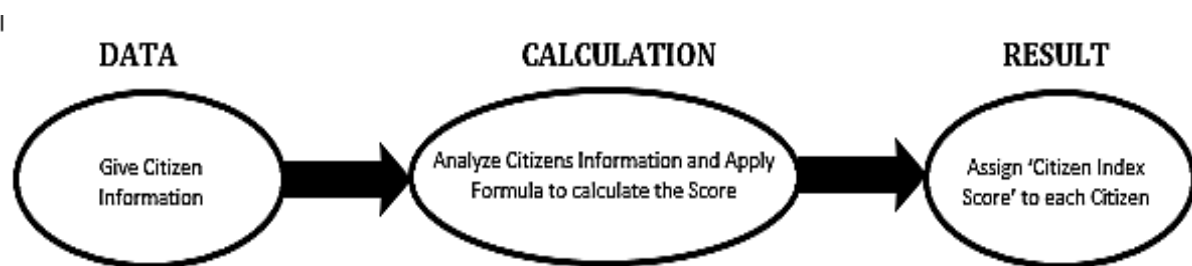 DATA
CALCULATION
RESULT
Give Citizen
Information
Analyze Citizens Information and Apply
Formula to calculate the Score
Assign ‘Citizen Index
Score’ to each Citizen